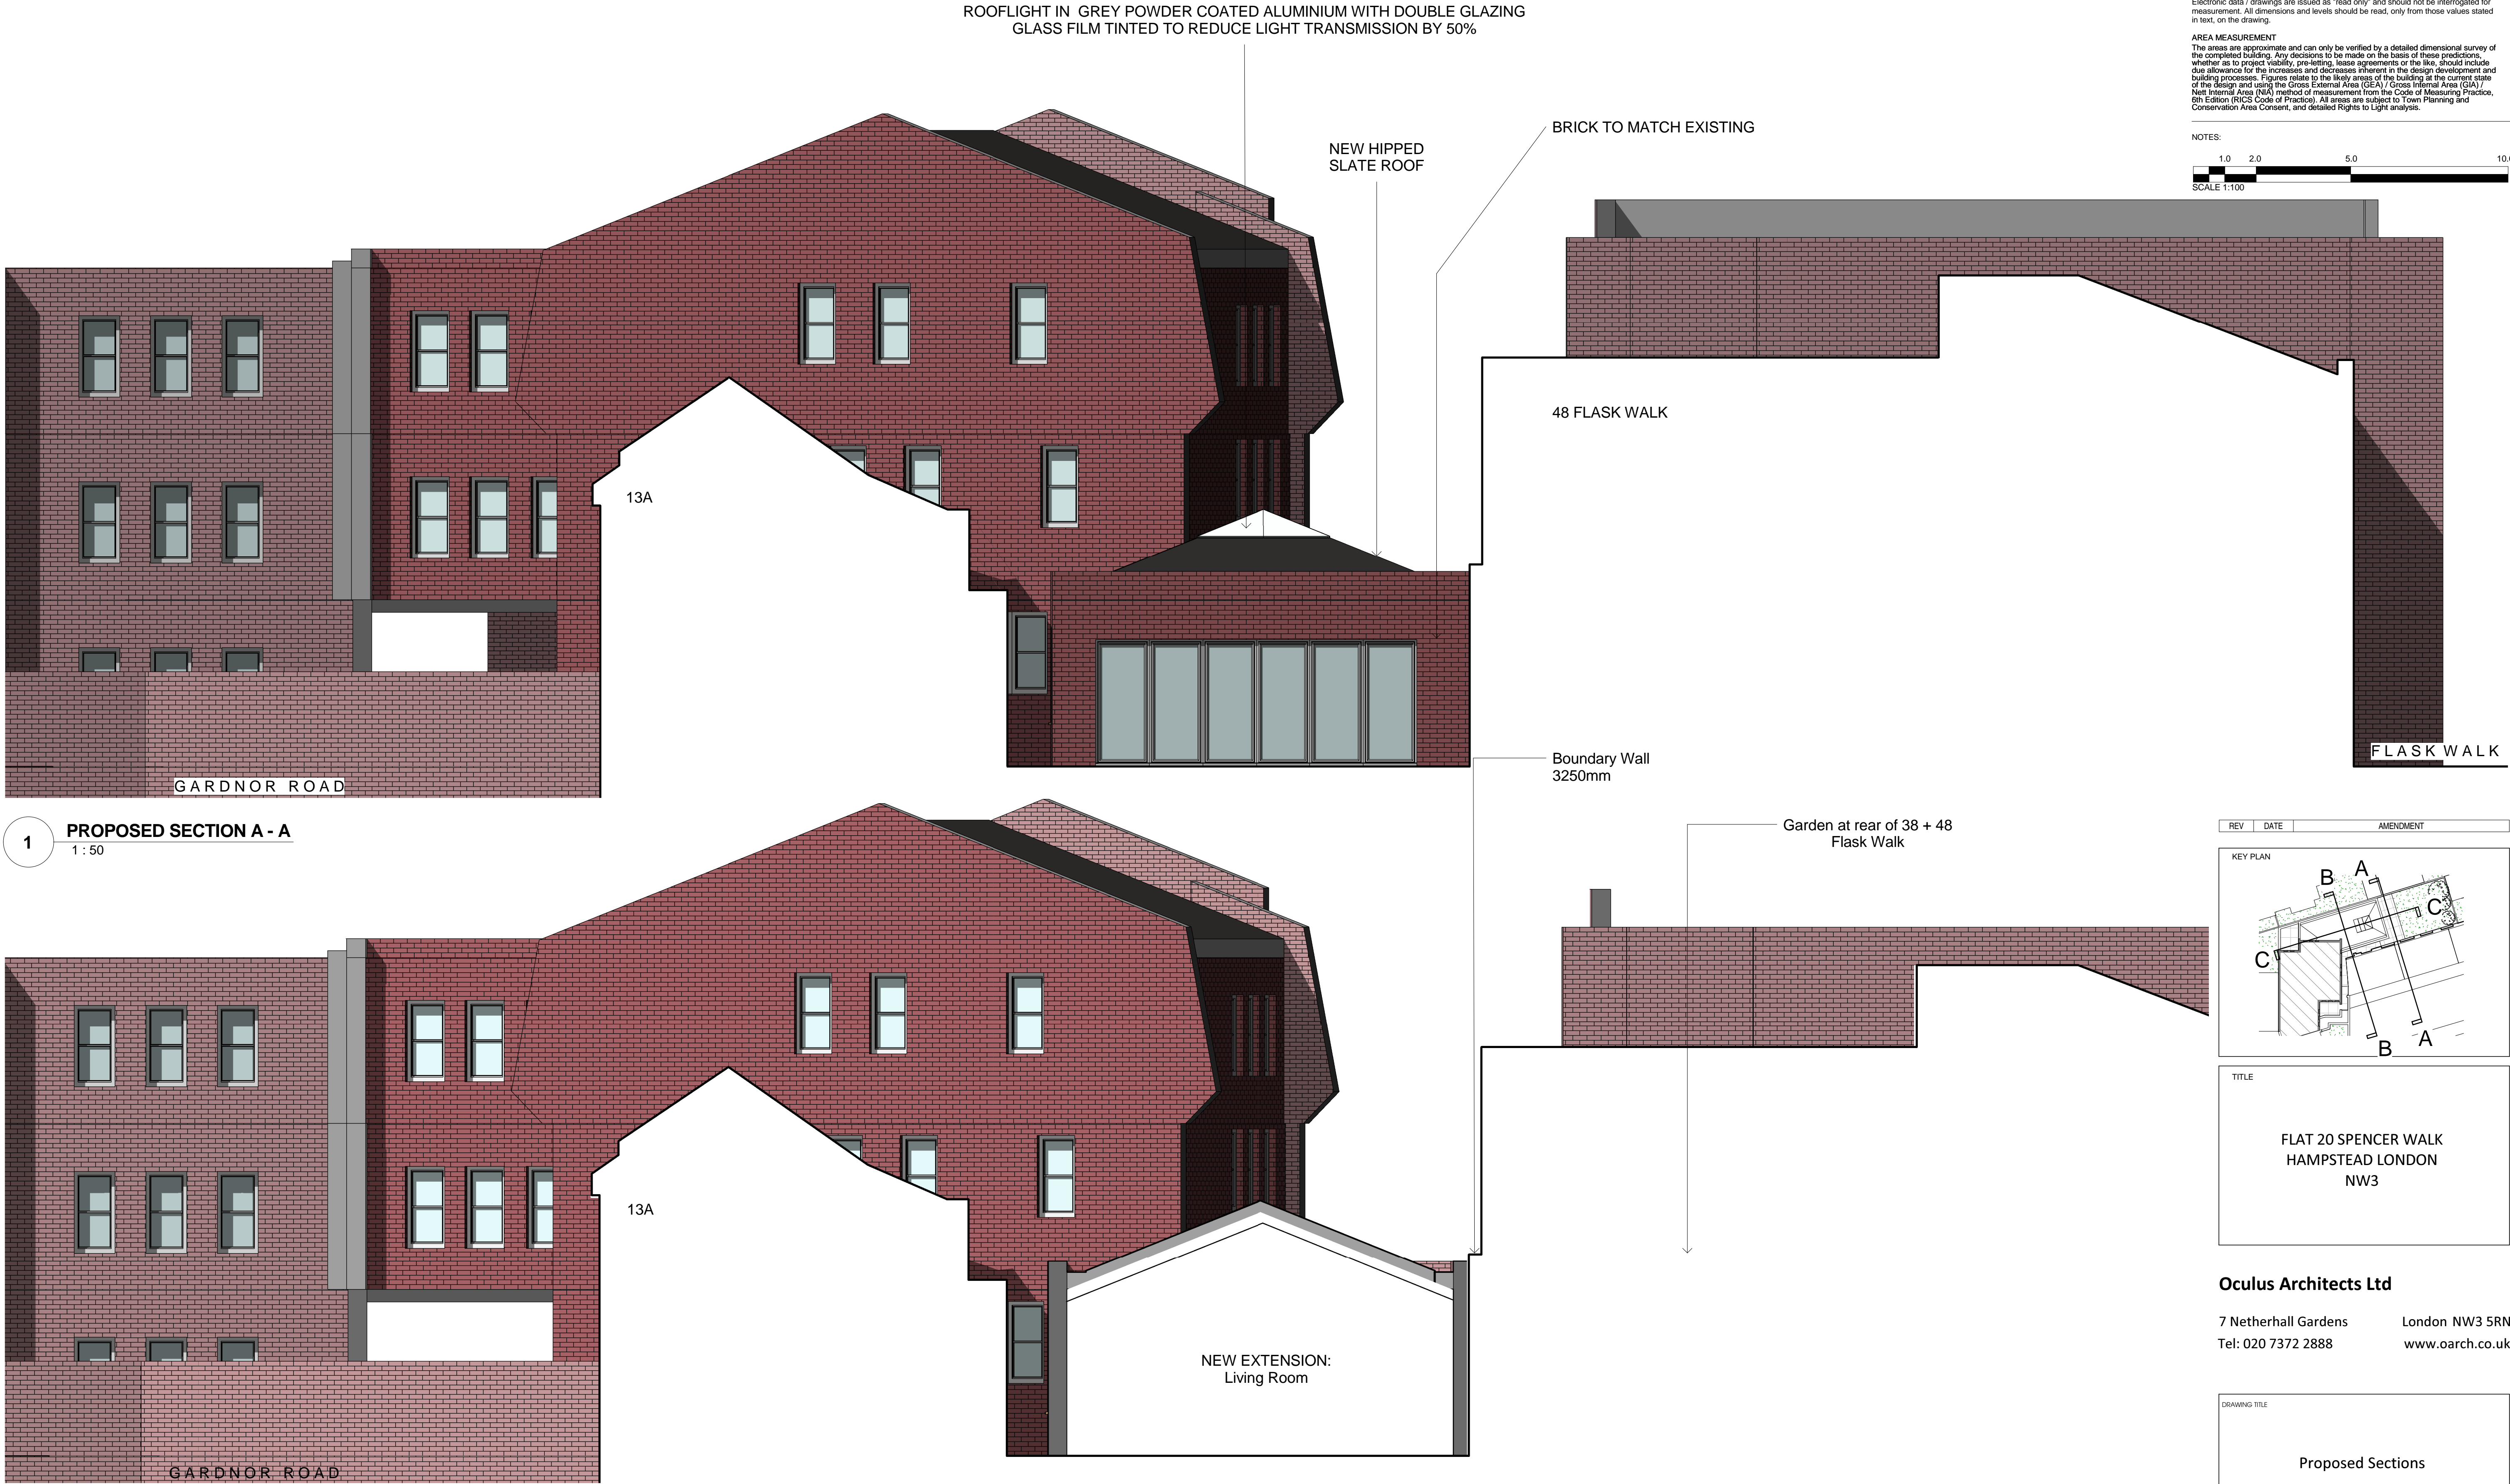 ROOFLIGHT IN GREY POWDER COATED ALUMINIUM WITH DOUBLE GLAZING
GLASS FILM TINTED TO REDUCE LIGHT TRANSMISSION BY 50%
NEW HIPPED
SLATE ROOF
BRICK TO MATCH EXISTING
Electronic data / drawings are issued as "read only" and should not be interrogated for
measurement. All dimensions and levels should be read, only from those values stated
in text, on the drawing.
AREA MEASUREMENT
The areas are approximate and can only be verified by a detailed dimensional survey of
the completed building. Any decisions to be made on the basis of these predictions,
whether as to project viability, pre-letting, lease agreements or the like, should include
due allowance for the increases and decreases inherent in the design development and
building processes. Figures relate to the likely areas of the building at the current state
of the design and using the Gross External Area (GEA) / Gross Internal Area (GIA) /
Nett Internal Area (NIA) method of measurement from the Code of Measuring Practice,
6th Edition (RICS Code of Practice). All areas are subject to Town Planning and
Conservation Area Consent, and detailed Rights to Light analysis.
NOTES:
1.0 2.0 5.0 10.0
SCALE 1:100
13A
48 FLASK WALK
GARDNOR ROAD
FLASK WALK
Boundary Wall
3250mm
1 PROPOSED SECTION A - A
1 : 50
Garden at rear of 38 + 48
Flask Walk
13A
NEW EXTENSION:
Living Room
GARDNOR ROAD
REV DATE AMENDMENT
KEY PLAN
B A
C
C
B A
TITLE
FLAT 20 SPENCER WALK
HAMPSTEAD LONDON
NW3
Oculus Architects Ltd
7 Netherhall Gardens London NW3 5RN
Tel: 020 7372 2888 www.oarch.co.uk
DRAWING TITLE
Proposed Sections